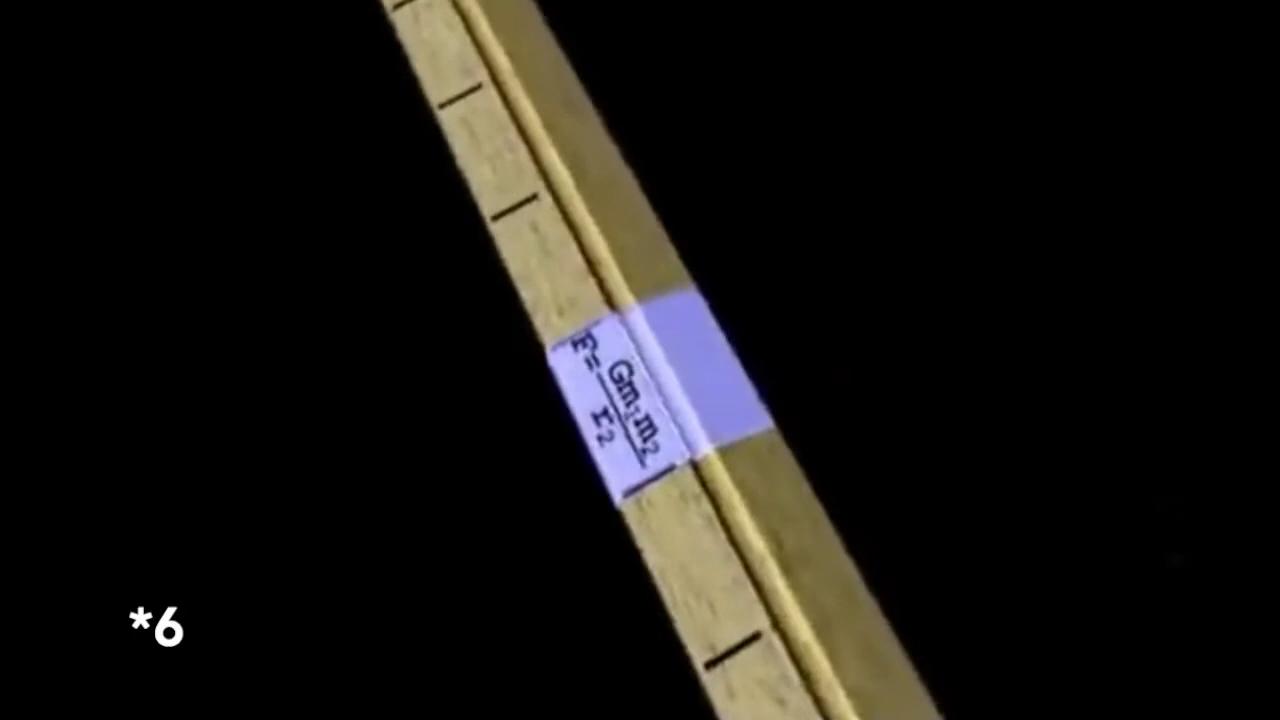 F = Gm₁m₂
r₂
*6